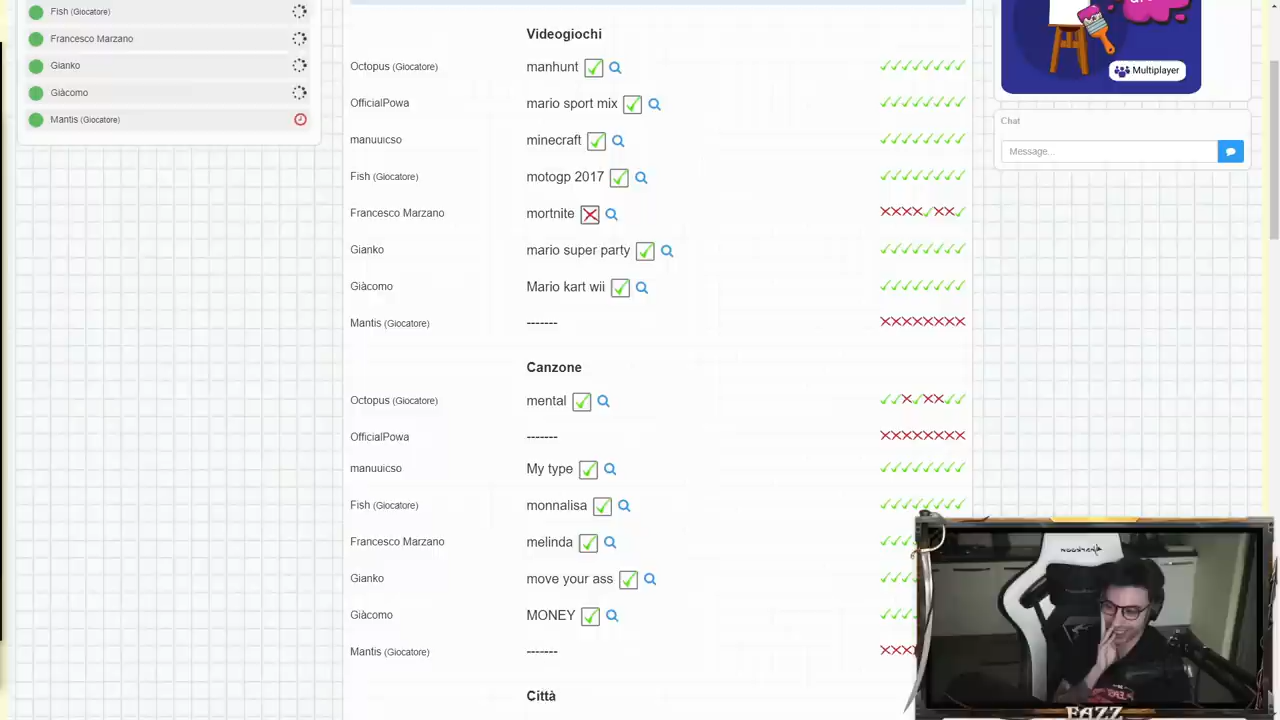 Fish (Giocatore)
Francesco Marzano
Gianko
Giàcomo
Mantis (Giocatore)
Videogiochi
Octopus (Giocatore) manhunt
OfficialPowa mario sport mix
manuuicso minecraft
Fish (Giocatore) motogp 2017
Francesco Marzano mortnite
Gianko mario super party
Giàcomo Mario kart wii
Mantis (Giocatore) -------
Canzone
Octopus (Giocatore) mental
OfficialPowa -------
manuuicso My type
Fish (Giocatore) monnalisa
Francesco Marzano melinda
Gianko move your ass
Giàcomo MONEY
Mantis (Giocatore) -------
Città
Multiplayer
Chat
Message...
FAZZ